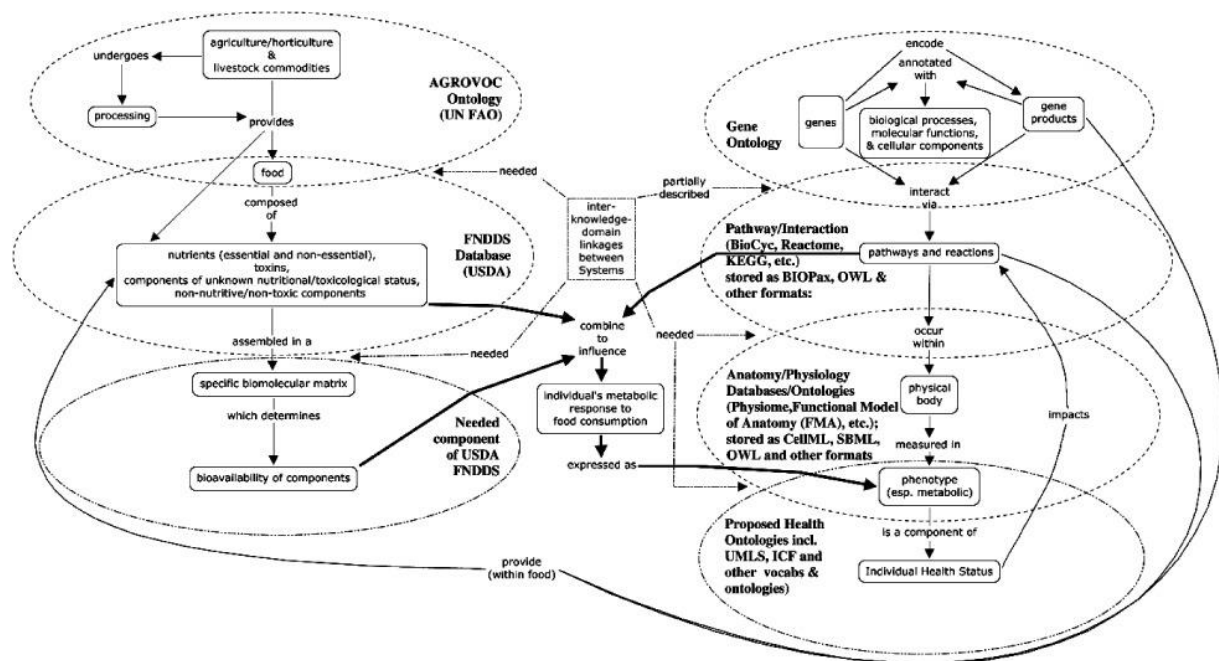 undergoes
agriculture/horticulture
&
livestock commodities
processing
provides
AGROVOC
Ontology
(UN FAO)
food
composed
of
nutrients (essential and non-essential),
toxins,
components of unknown nutritional/toxicological status,
non-nutritive/non-toxic components
FNDDS
Database
(USDA)
assembled in a
specific biomolecular matrix
which determines
bioavailability of components
Needed
component
of USDA
FNDDS
needed
partially
described
inter-
knowledge-
domain
linkages
between
Systems
needed
needed
combine
to
influence
individual's metabolic
response to
food consumption
expressed as
provide
(within food)
encode
annotated
with
genes
biological processes,
molecular functions,
& cellular components
gene
products
Gene
Ontology
interact
via
Pathway/Interaction
(BioCyc, Reactome,
KEGG, etc.)
stored as BIOPax, OWL &
other formats:
pathways and reactions
occur
within
Anatomy/Physiology
Databases/Ontologies
(Physiome,Functional Model
of Anatomy (FMA), etc.);
stored as CellML, SBML,
OWL and other formats
physical
body
impacts
measured in
phenotype
(esp. metabolic)
Proposed Health
Ontologies incl.
UMLS, ICF and
other vocabs &
ontologies)
is a component of
Individual Health Status